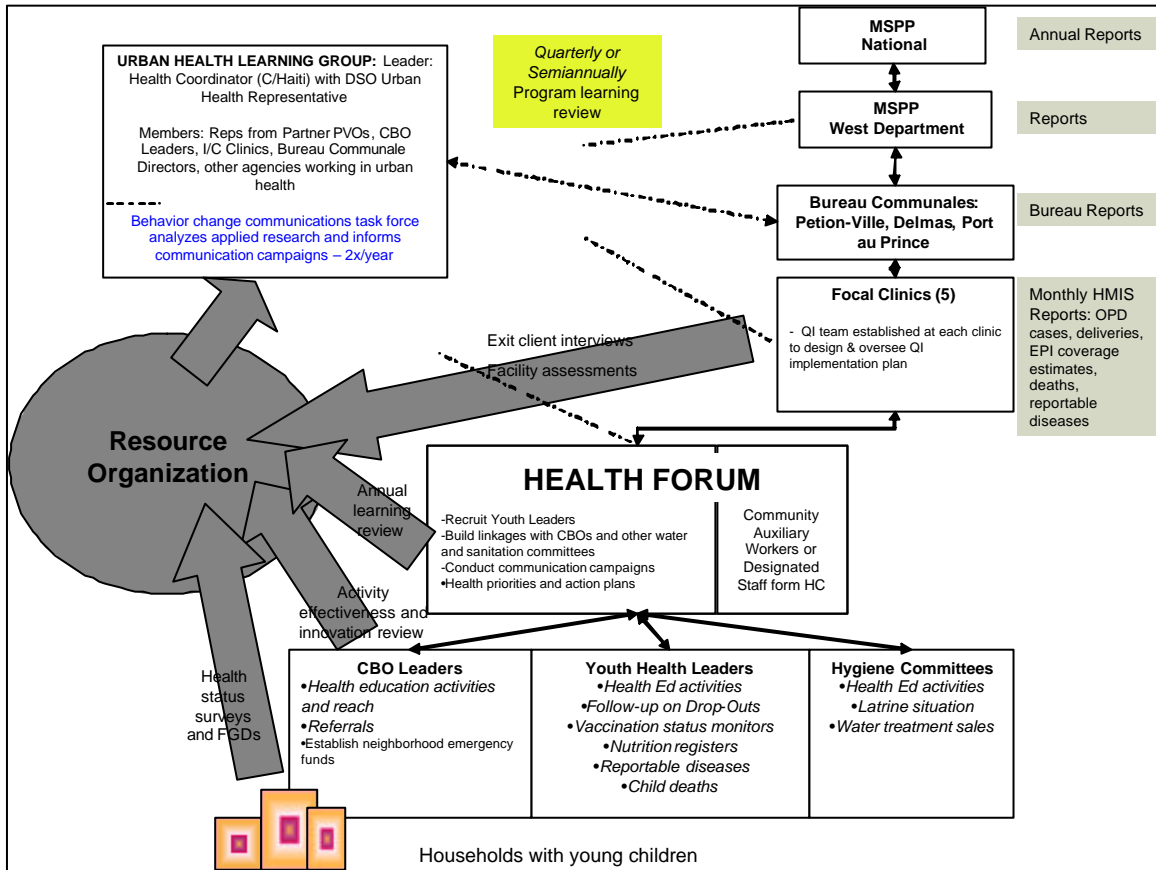 URBAN HEALTH LEARNING GROUP: Leader:
Health Coordinator (C/Haiti) with DSO Urban
Health Representative
Members: Reps from Partner PVOs, CBO
Leaders, I/C Clinics, Bureau Communale
Directors, other agencies working in urban
health
Behavior change communications task force
analyzes applied research and informs
communication campaigns – 2x/year
Quarterly or
Semiannually
Program learning
review
MSPP
National
Annual Reports
MSPP
West Department
Reports
Bureau Communales:
Petion-Ville, Delmas, Port
au Prince
Bureau Reports
Focal Clinics (5)
- QI team established at each clinic
to design & oversee QI
implementation plan
Monthly HMIS
Reports: OPD
cases, deliveries,
EPI coverage
estimates,
deaths,
reportable
diseases
Exit client interviews
Facility assessments
Resource
Organization
Annual
learning
review
HEALTH FORUM
-Recruit Youth Leaders
-Build linkages with CBOs and other water
and sanitation committees
-Conduct communication campaigns
•Health priorities and action plans
Community
Auxiliary
Workers or
Designated
Staff form HC
Activity
effectiveness and
innovation review
Health
status
surveys
and FGDs
CBO Leaders
•Health education activities
and reach
•Referrals
•Establish neighborhood emergency
funds
Youth Health Leaders
•Health Ed activities
•Follow-up on Drop-Outs
•Vaccination status monitors
•Nutrition registers
•Reportable diseases
•Child deaths
Hygiene Committees
•Health Ed activities
•Latrine situation
•Water treatment sales
Households with young children